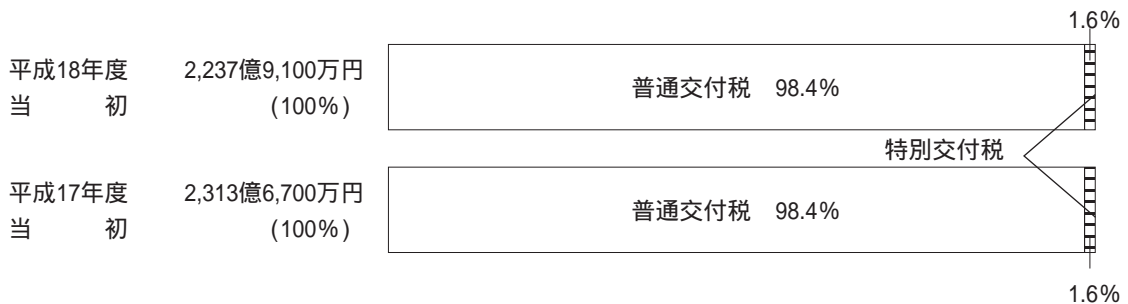 1.6%
平成18年度 2,237億9,100万円
当 初 (100%)
普通交付税 98.4%
特別交付税
平成17年度 2,313億6,700万円
当 初 (100%)
普通交付税 98.4%
1.6%